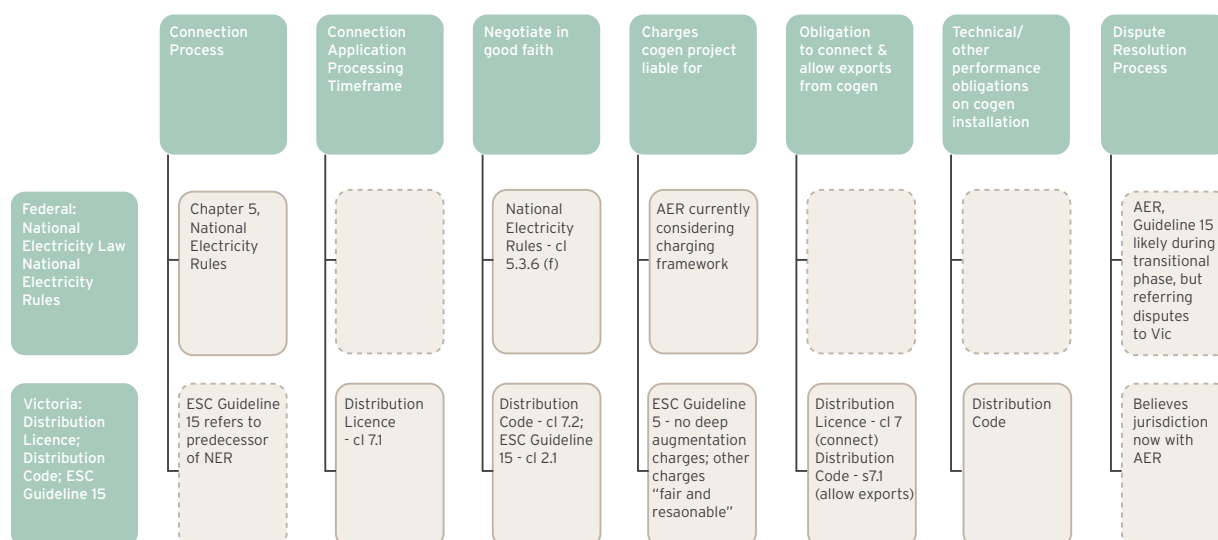 Connection
Process
Connection
Application
Processing
Timeframe
Negotiate in
good faith
Charges
cogen project
liable for
Obligation
to connect &
allow exports
from cogen
Technical/
other
performance
obligations
on cogen
installation
Dispute
Resolution
Process
Federal:
National
Electricity Law
National
Electricity
Rules
Chapter 5,
National
Electricity
Rules
National
Electricity
Rules - cl
5.3.6 (f)
AER currently
considering
charging
framework
AER,
Guideline 15
likely during
transitional
phase, but
referring
disputes
to Vic
Victoria:
Distribution
Licence;
Distribution
Code; ESC
Guideline 15
ESC Guideline
15 refers to
predecessor
of NER
Distribution
Licence
- cl 7.1
Distribution
Code - cl 7.2;
ESC Guideline
15 - cl 2.1
ESC Guideline
5 - no deep
augmentation
charges; other
charges
“fair and
resaonable”
Distribution
Licence - cl 7
(connect)
Distribution
Code - s7.1
(allow exports)
Distribution
Code
Believes
jurisdiction
now with
AER